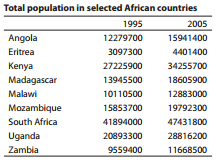 Total population in selected African countries
1995 2005
Angola 12279700 15941400
Eritrea 3097300 4401400
Kenya 27225900 34255700
Madagascar 13945500 18605900
Malawi 10110500 12883000
Mozambique 15853700 19792300
South Africa 41894000 47431800
Uganda 20893300 28816200
Zambia 9559400 11668500